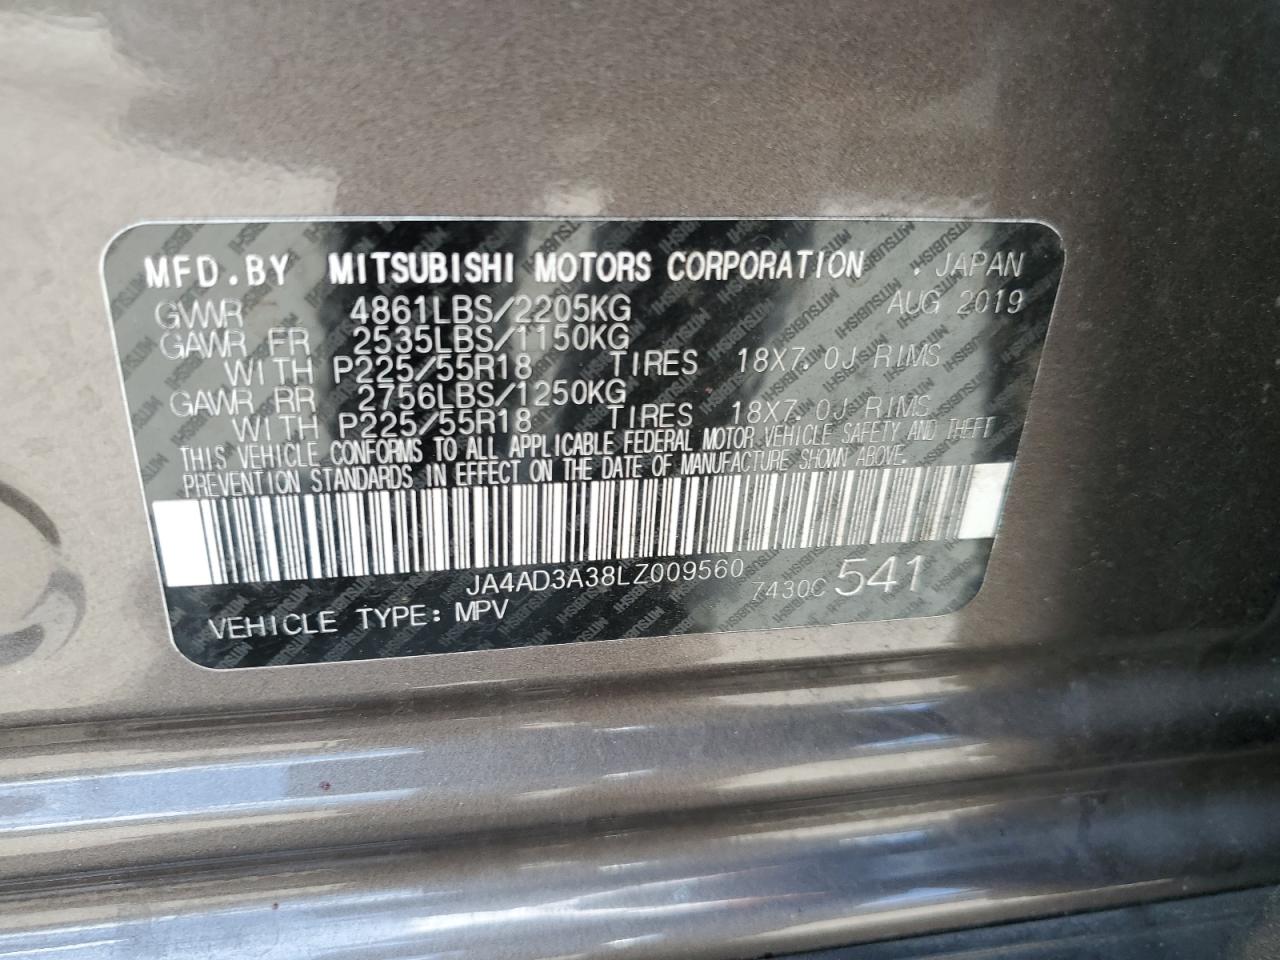 MFD.BY MITSUBISHI MOTORS CORPORATION , JAPAN
GVWR 4861LBS/2205KG AUG 2019
GAWR FR 2535LBS/1150KG
WITH P225/55R18 TIRES 18X7.0J RIMS
GAWR RR 2756LBS/1250KG
WITH P225/55R18 TIRES 18X7.0J RIMS
THIS VEHICLE CONFORMS TO ALL APPLICABLE FEDERAL MOTOR VEHICLE SAFETY AND THEFT
PREVENTION STANDARDS IN EFFECT ON THE DATE OF MANUFACTURE SHOWN ABOVE.
JA4AD3A38LZ009560 7430C 541
VEHICLE TYPE: MPV